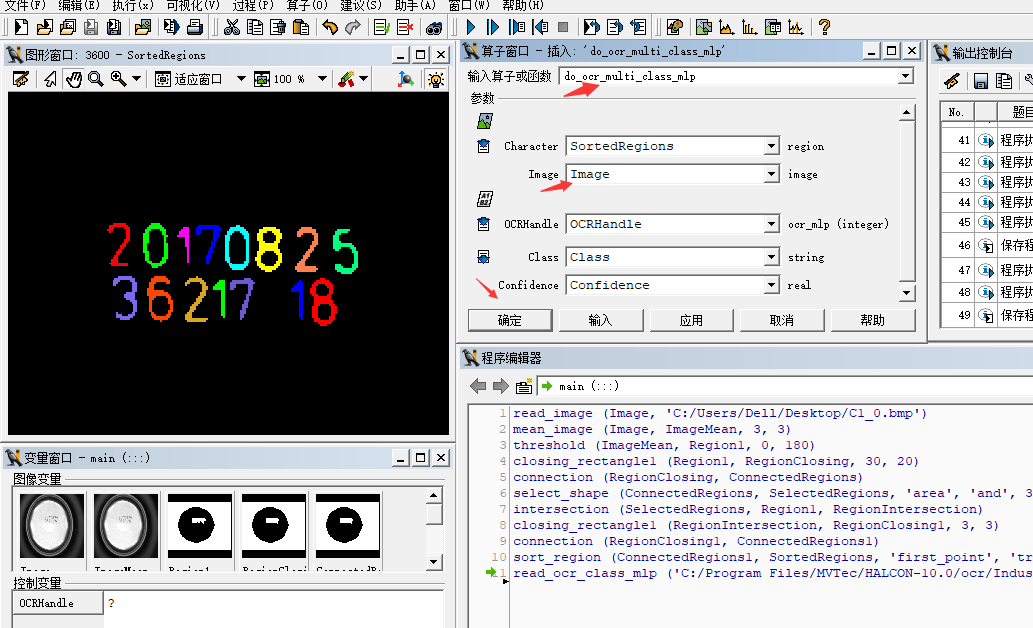 文件(F) 编辑(E) 执行(x) 可视化(V) 过程(P) 算子(O) 建议(S) 助手(A) 窗口(W) 帮助(H)
图形窗口: 3600 - SortedRegions
适应窗口 100 %
20170825
36217 18
算子窗口 - 插入: 'do_ocr_multi_class_mlp'
输入算子或函数 do_ocr_multi_class_mlp
参数
Character SortedRegions region
Image Image image
OCRHandle OCRHandle ocr_mlp (integer)
Class Class string
Confidence Confidence real
确定 输入 应用 取消 帮助
输出控制台
No. 题目
41 程序执
42 程序执
43 程序执
44 程序执
45 程序执
46 保存程
47 程序执
48 程序执
49 保存程
程序编辑器
main (:::)
1 read_image (Image, 'C:/Users/Dell/Desktop/C1_0.bmp')
2 mean_image (Image, ImageMean, 3, 3)
3 threshold (ImageMean, Region1, 0, 180)
4 closing_rectangle1 (Region1, RegionClosing, 30, 20)
5 connection (RegionClosing, ConnectedRegions)
6 select_shape (ConnectedRegions, SelectedRegions, 'area', 'and', 3
7 intersection (SelectedRegions, Region1, RegionIntersection)
8 closing_rectangle1 (RegionIntersection, RegionClosing1, 3, 3)
9 connection (RegionClosing1, ConnectedRegions1)
10 sort_region (ConnectedRegions1, SortedRegions, 'first_point', 'tr
11 read_ocr_class_mlp ('C:/Program Files/MVTec/HALCON-10.0/ocr/Indus
变量窗口 - main (:::)
图像变量
控制变量
OCRHandle ?